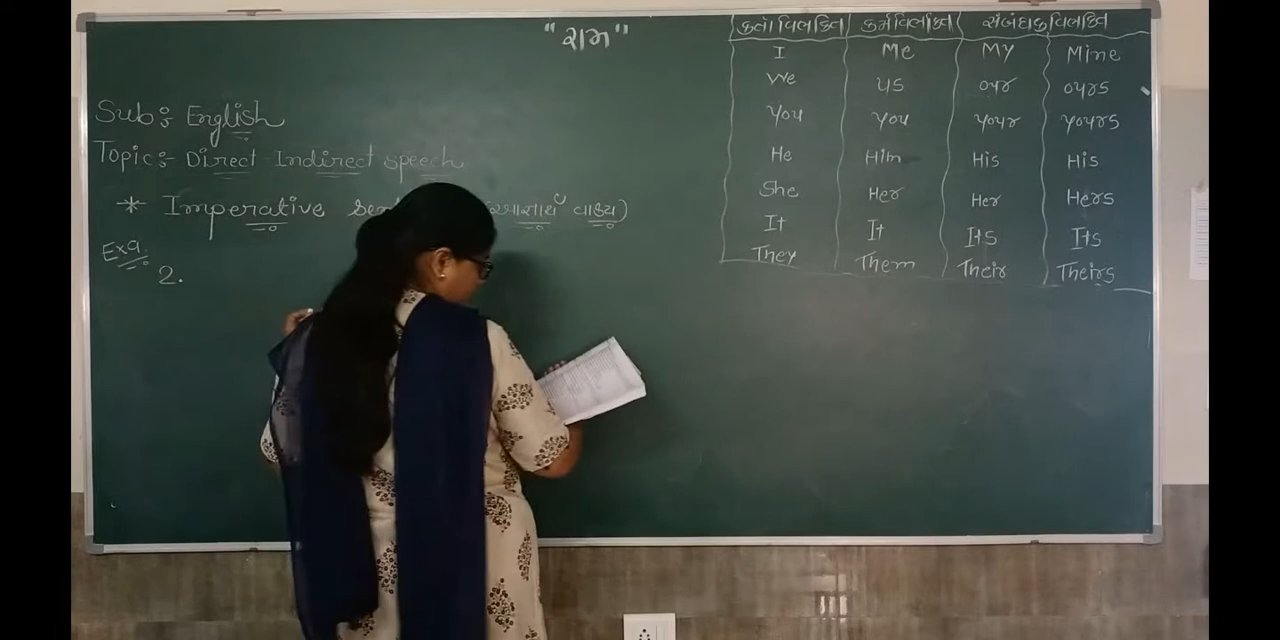 "રામ"
Sub:- English
Topic:- Direct-Indirect speech
* Imperative (આજ્ઞાર્થ વાક્ય)
Exa.
2.
કર્તા વિભક્તિ કર્મ વિભક્તિ સંબંધક વિભક્તિ
I Me My Mine
We us our ours
You You Your Yours
He Him His His
She Her Her Hers
It It Its Its
They Them Their Theirs